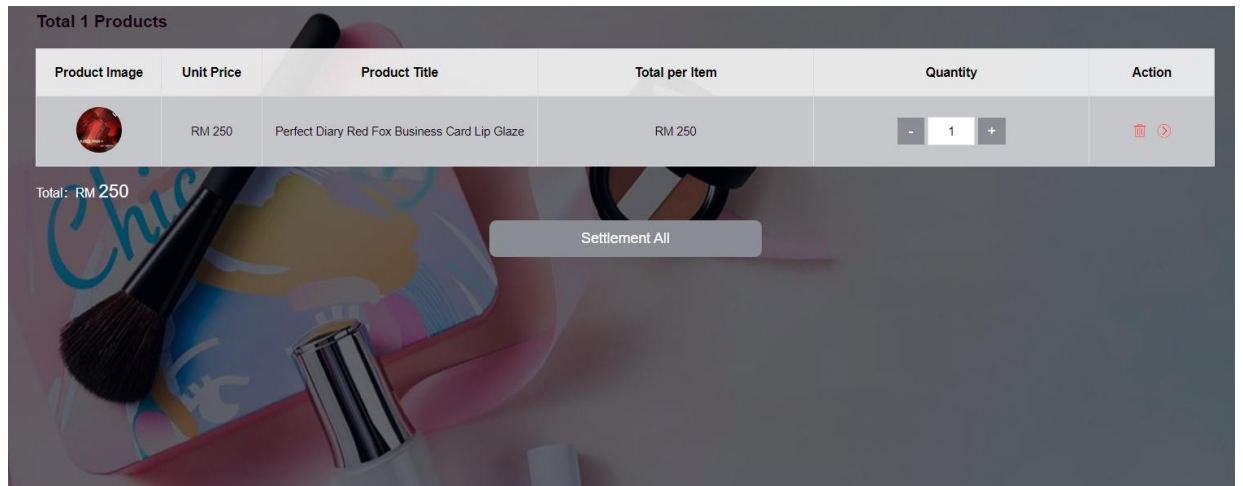 Total 1 Products
Product Image Unit Price Product Title Total per Item Quantity Action
RM 250 Perfect Diary Red Fox Business Card Lip Glaze RM 250 - 1 +
Total: RM 250
Settlement All
Chic